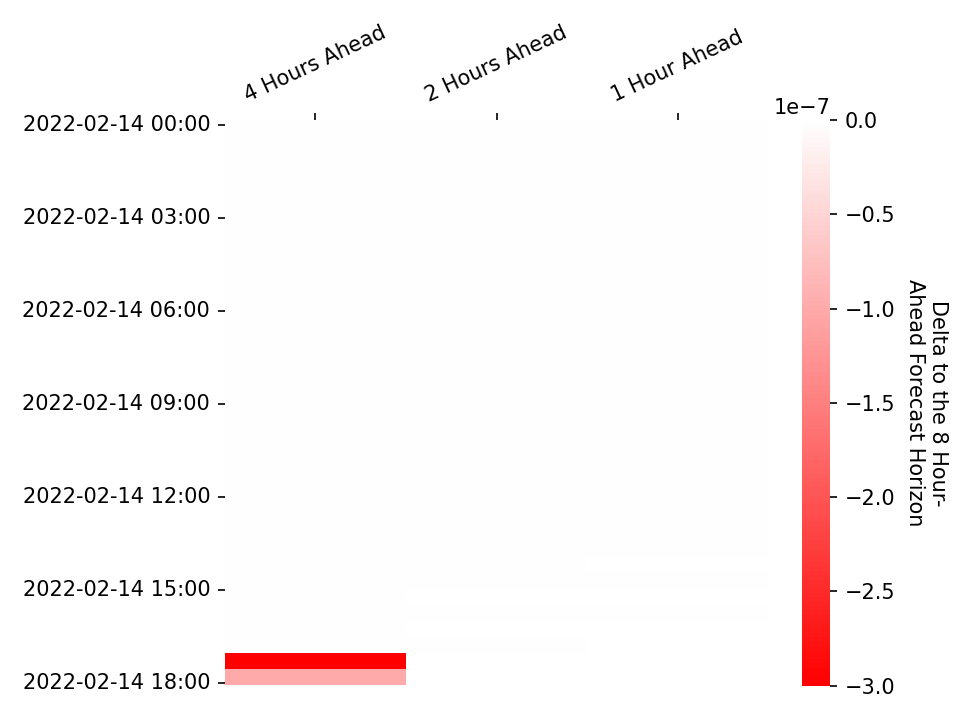 4 Hours Ahead
2 Hours Ahead
1 Hour Ahead
1e−7
2022-02-14 00:00
2022-02-14 03:00
2022-02-14 06:00
2022-02-14 09:00
2022-02-14 12:00
2022-02-14 15:00
2022-02-14 18:00
0.0
−0.5
−1.0
−1.5
−2.0
−2.5
−3.0
Delta to the 8 Hour-
Ahead Forecast Horizon